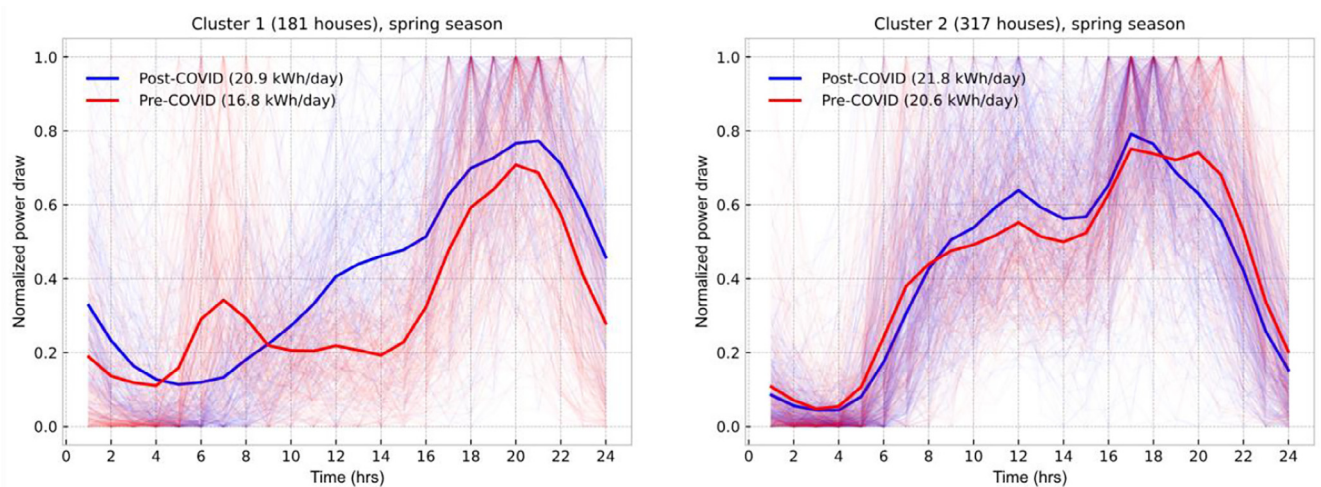 Cluster 1 (181 houses), spring season
1.0
0.8
0.6
0.4
0.2
0.0
Normalized power draw
Post-COVID (20.9 kWh/day)
Pre-COVID (16.8 kWh/day)
0 2 4 6 8 10 12 14 16 18 20 22 24
Time (hrs)
Cluster 2 (317 houses), spring season
1.0
0.8
0.6
0.4
0.2
0.0
Normalized power draw
Post-COVID (21.8 kWh/day)
Pre-COVID (20.6 kWh/day)
0 2 4 6 8 10 12 14 16 18 20 22 24
Time (hrs)